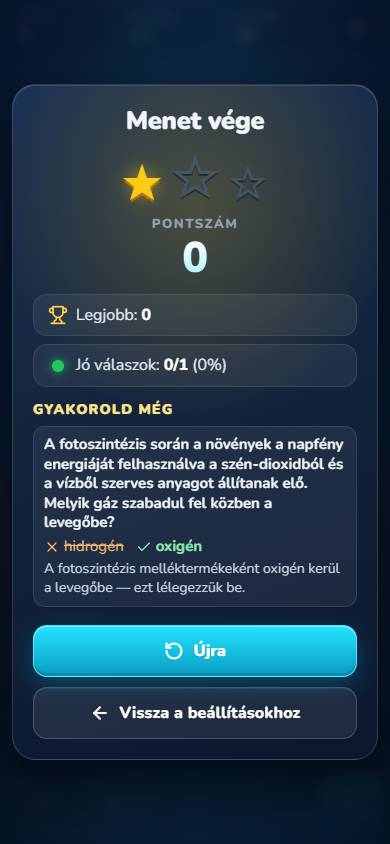 Menet vége
PONTSZÁM
0
Legjobb: 0
Jó válaszok: 0/1 (0%)
GYAKOROLD MÉG
A fotoszintézis során a növények a napfény
energiáját felhasználva a szén-dioxidból és
a vízből szerves anyagot állítanak elő.
Melyik gáz szabadul fel közben a
levegőbe?
hidrogén oxigén
A fotoszintézis melléktermékeként oxigén kerül
a levegőbe — ezt lélegezzük be.
Újra
Vissza a beállításokhoz